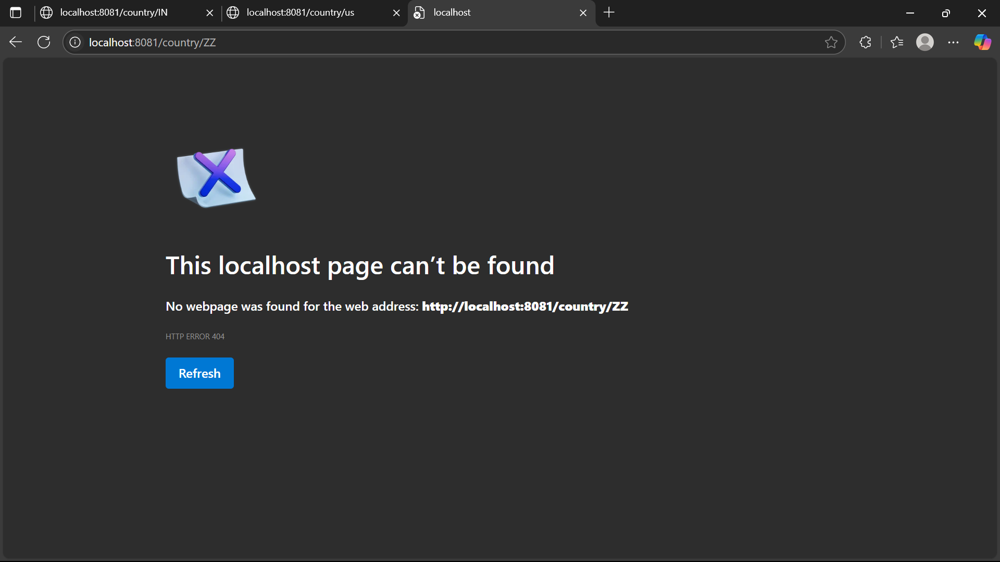 localhost:8081/country/IN
localhost:8081/country/us
localhost
localhost:8081/country/ZZ
This localhost page can’t be found
No webpage was found for the web address: http://localhost:8081/country/ZZ
HTTP ERROR 404
Refresh